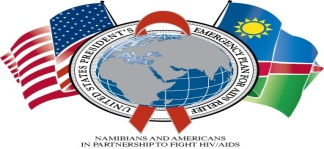 UNITED STATES PRESIDENT'S EMERGENCY PLAN FOR AIDS RELIEF
NAMIBIANS AND AMERICANS
IN PARTNERSHIP TO FIGHT HIV/AIDS